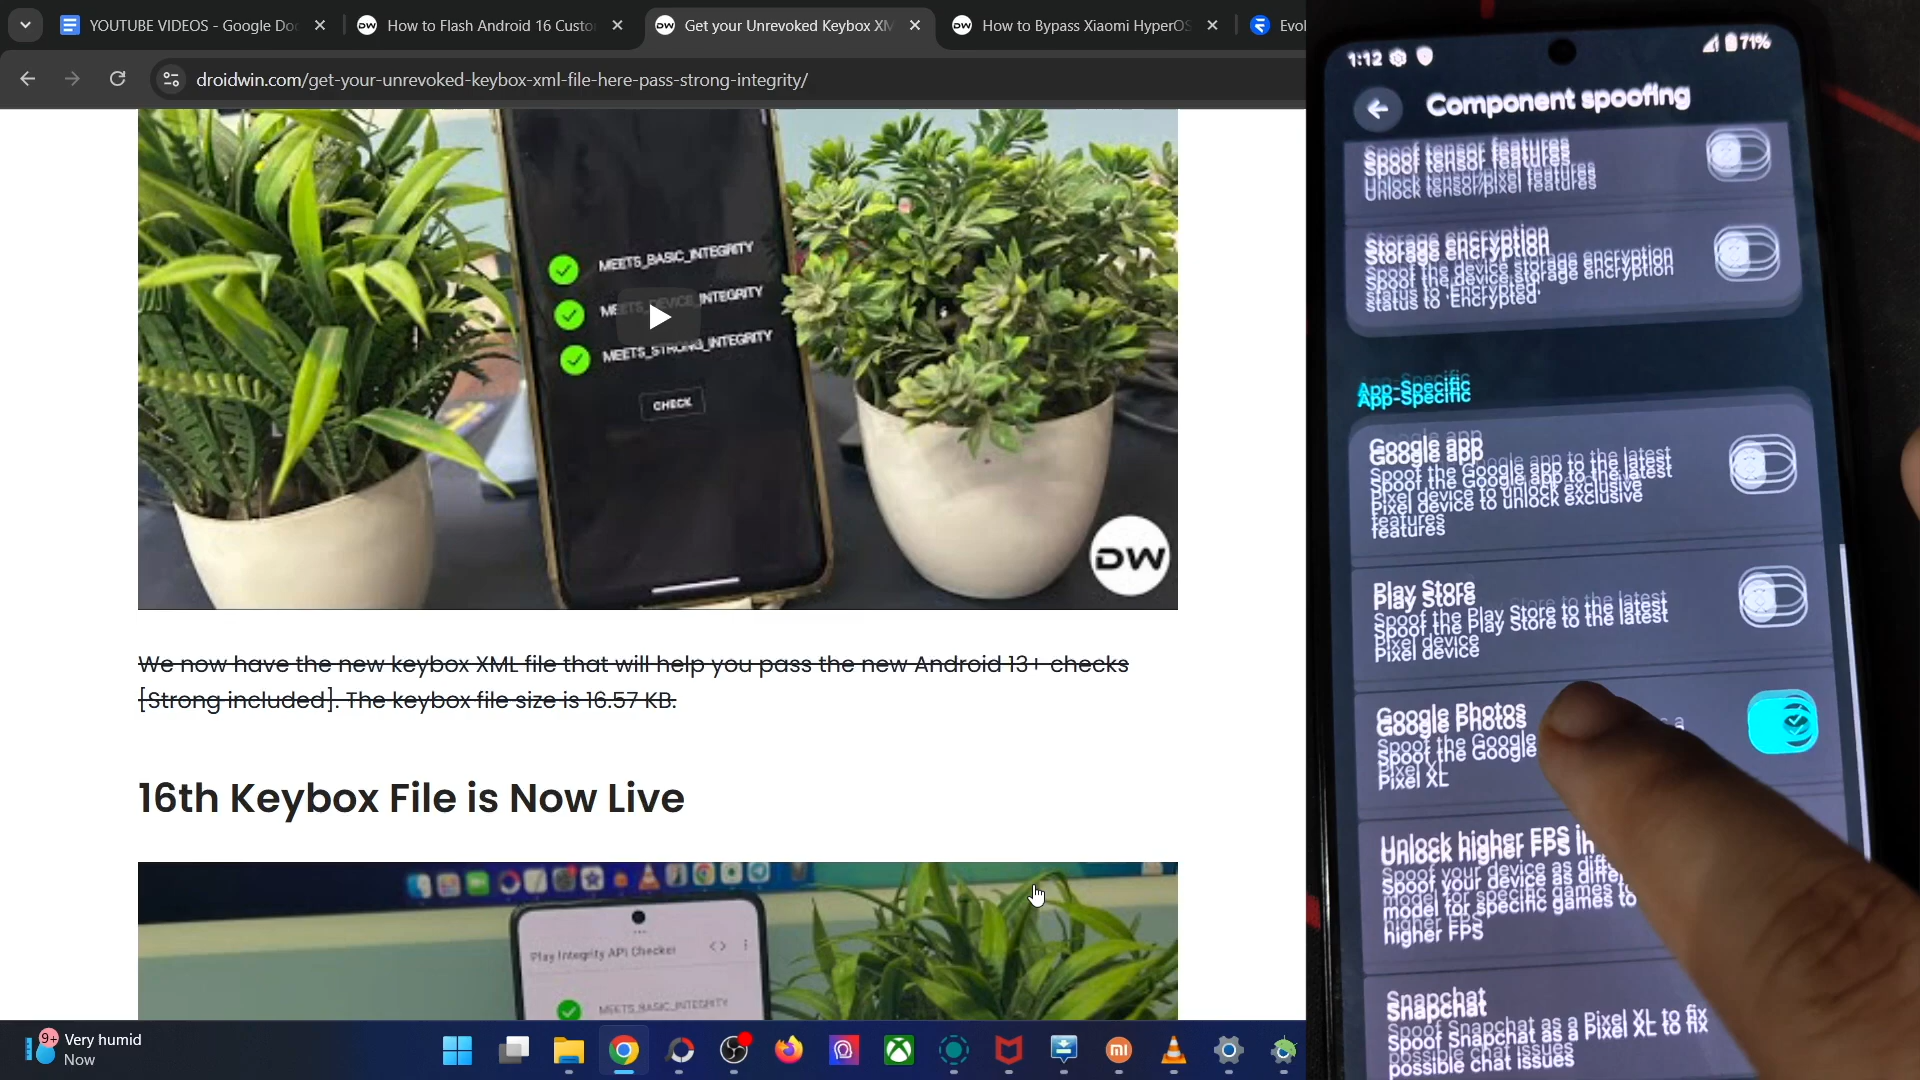 YOUTUBE VIDEOS - Google Doc
How to Flash Android 16 Custo
Get your Unrevoked Keybox XM
How to Bypass Xiaomi HyperOS
Evol
droidwin.com/get-your-unrevoked-keybox-xml-file-here-pass-strong-integrity/
MEETS_BASIC_INTEGRITY
MEETS_DEVICE_INTEGRITY
MEETS_STRONG_INTEGRITY
CHECK
DW
We now have the new keybox XML file that will help you pass the new Android 13+ checks
[Strong included]. The keybox file size is 16.57 KB.
16th Keybox File is Now Live
Play Integrity API Checker
MEETS_BASIC_INTEGRITY
9+
Very humid
Now
1:12
71%
Component spoofing
Spoof tensor features
Unlock tensor/pixel features
Storage encryption
Spoof the device storage encryption
status to 'Encrypted'
App-Specific
Google app
Spoof the Google app to the latest
Pixel device to unlock exclusive
features
Play Store
Spoof the Play Store to the latest
Pixel device
Google Photos
Spoof the Google
Pixel XL
Unlock higher FPS in
Spoof your device as
model for specific games to
higher FPS
Snapchat
Spoof Snapchat as a Pixel XL to fix
possible chat issues